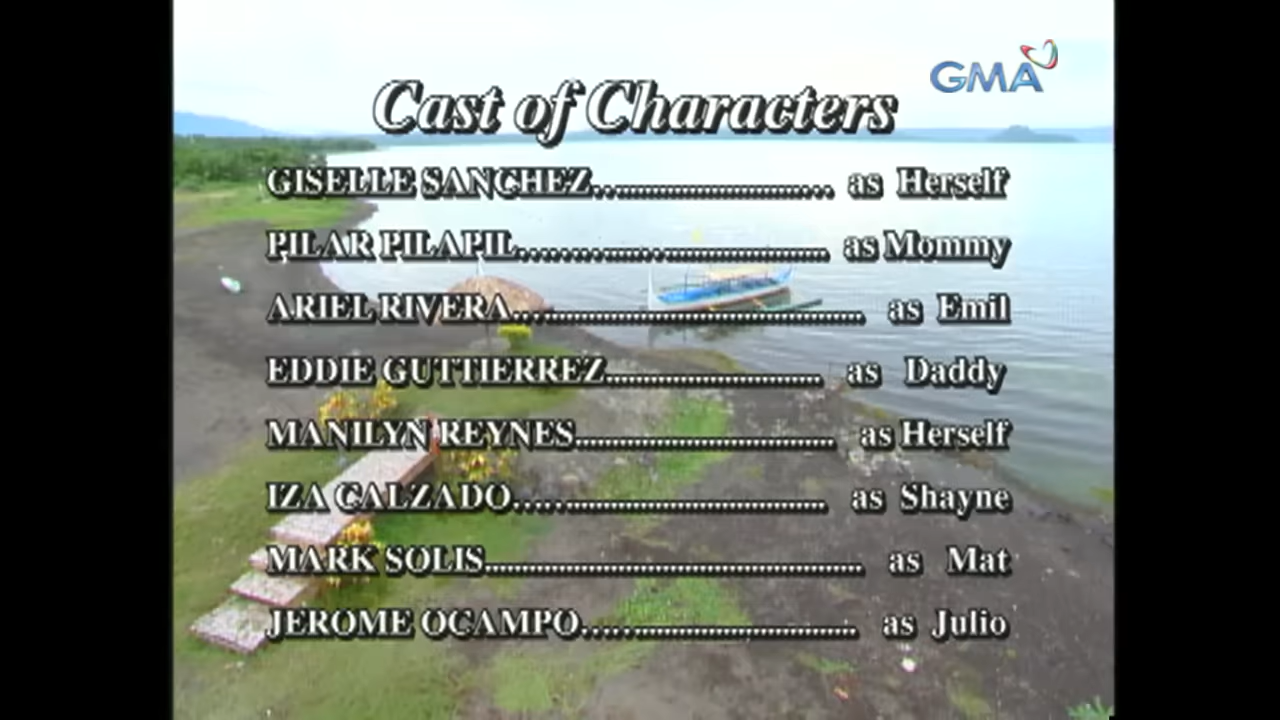 GMA
Cast of Characters
GISELLE SANCHEZ................................ as Herself
PILAR PILAPIL....................................... as Mommy
ARIEL RIVERA............................................ as Emil
EDDIE GUTTIERREZ........................... as Daddy
MANILYN REYNES................................. as Herself
IZA CALZADO........................................ as Shayne
MARK SOLIS................................................ as Mat
JEROME OCAMPO................................... as Julio